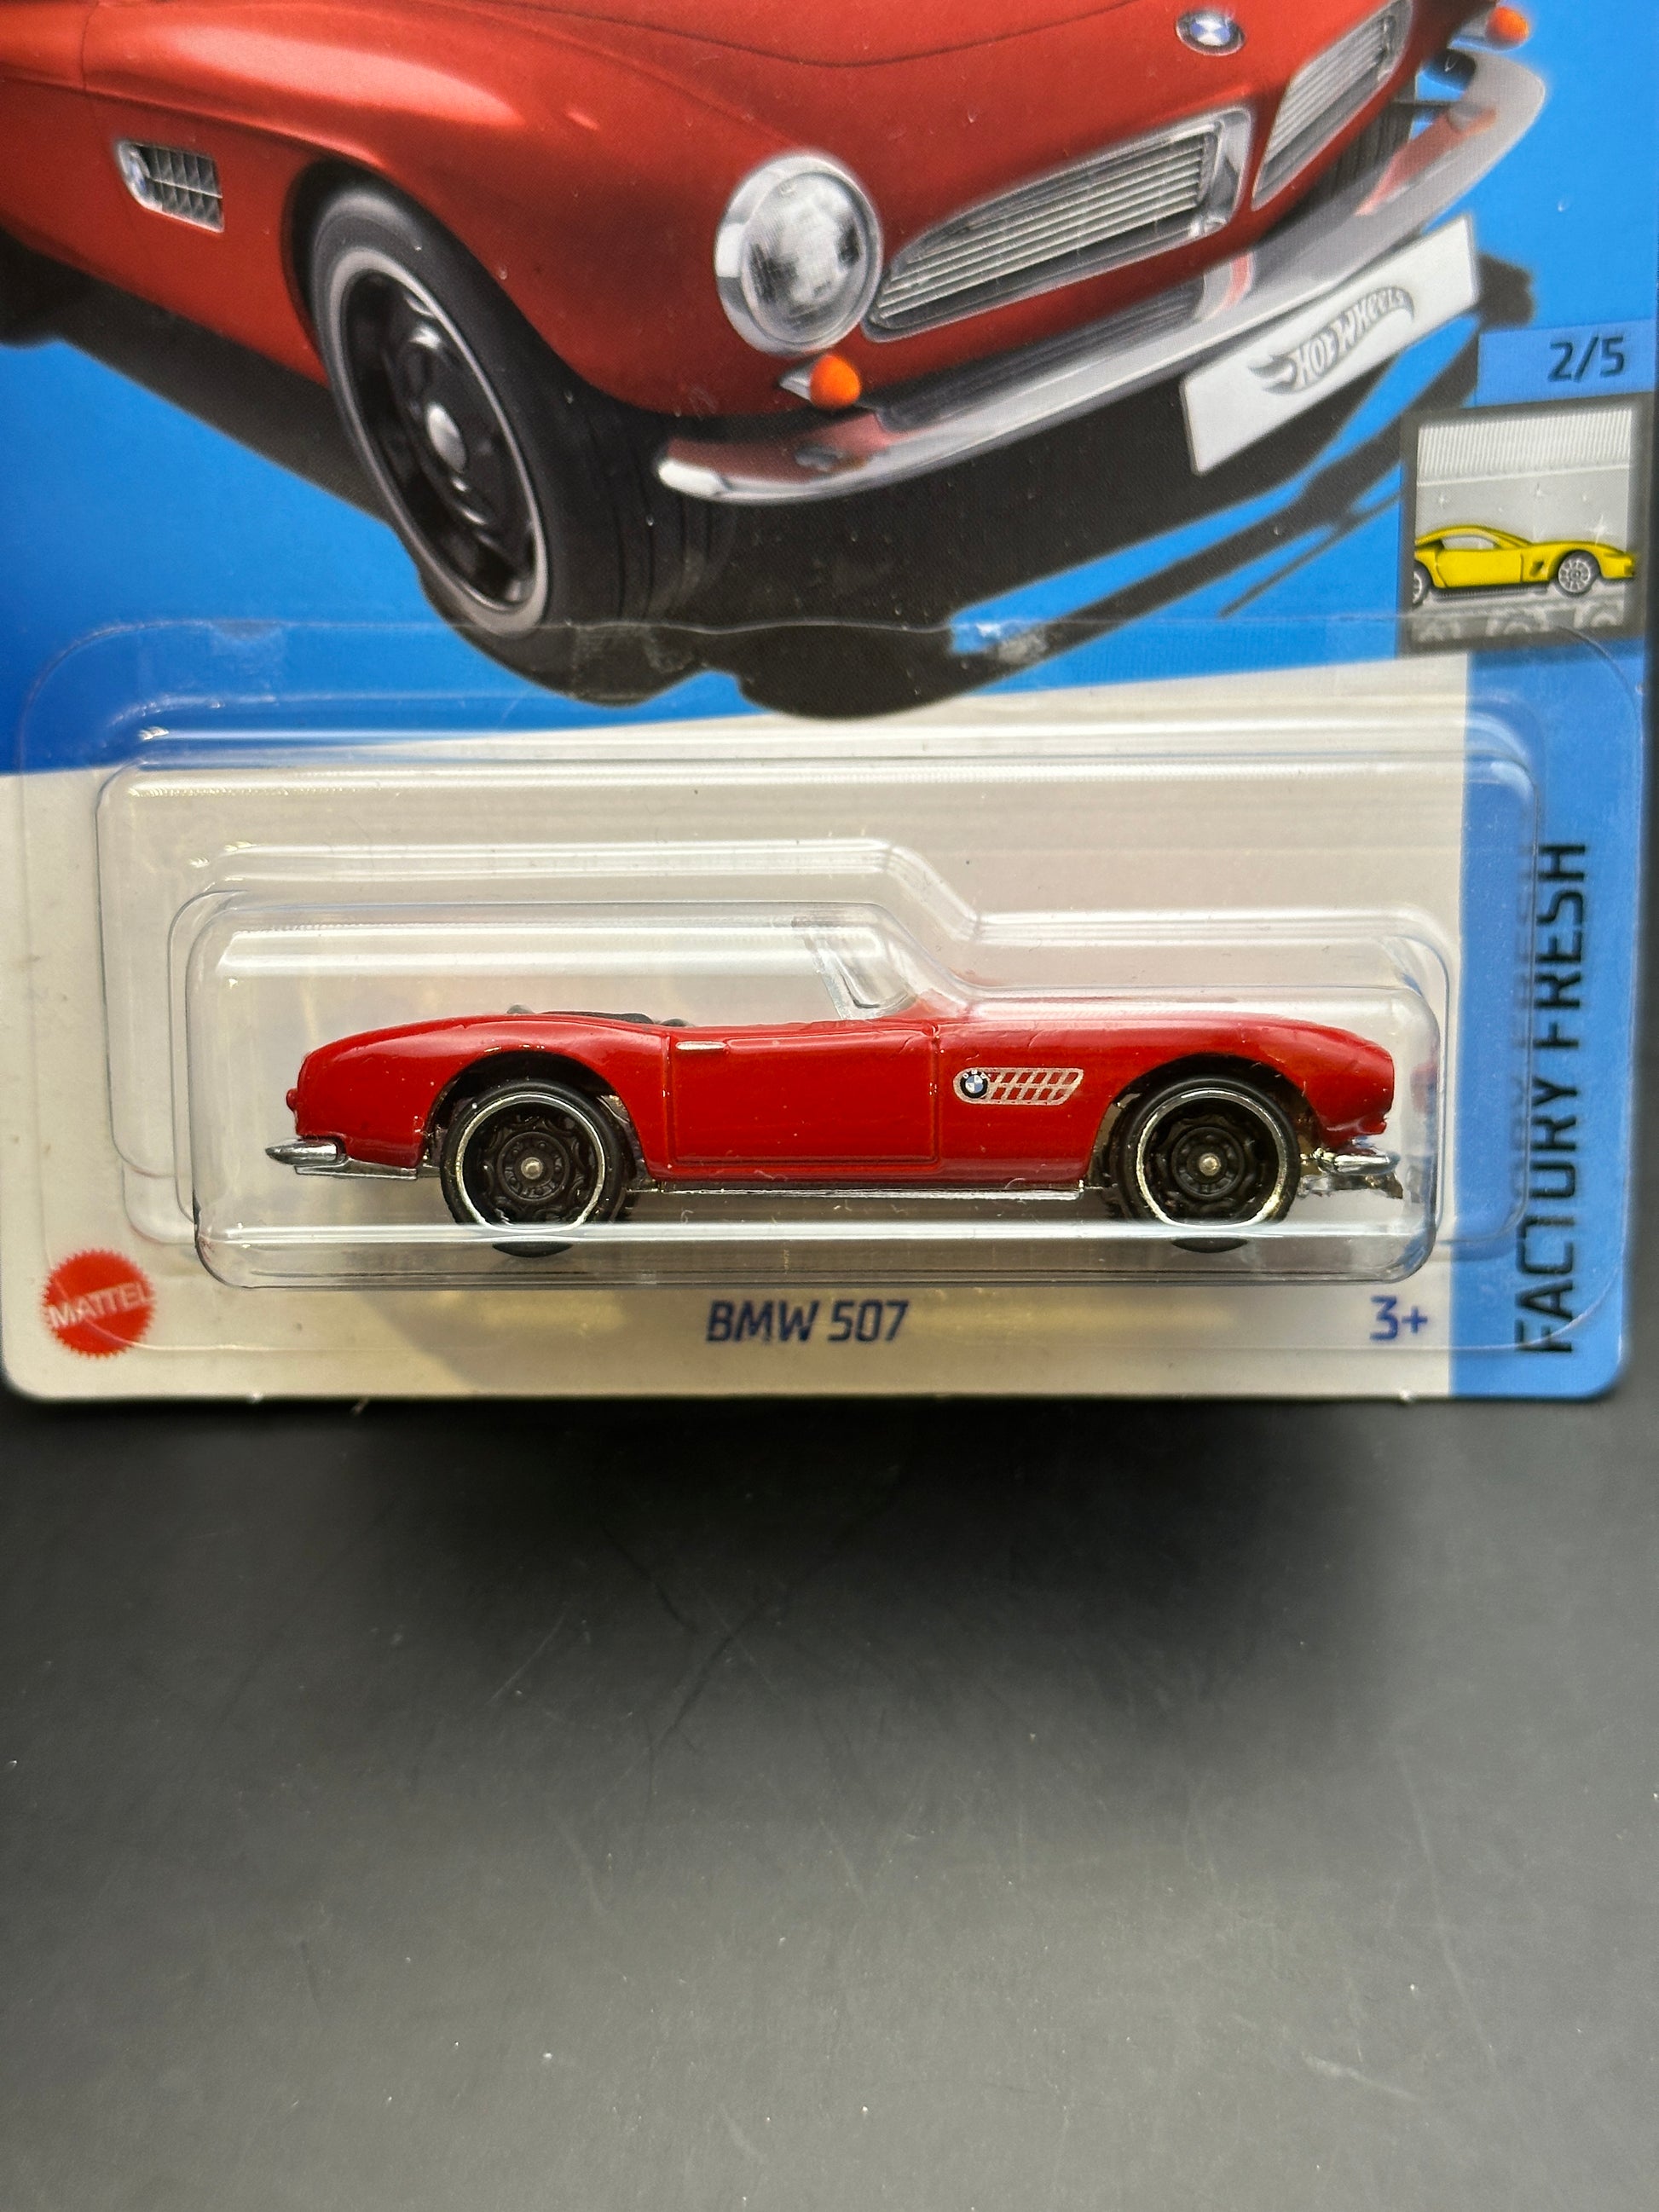 HOT WHEELS
2/5
FACTORY FRESH
MATTEL
BMW 507
3+